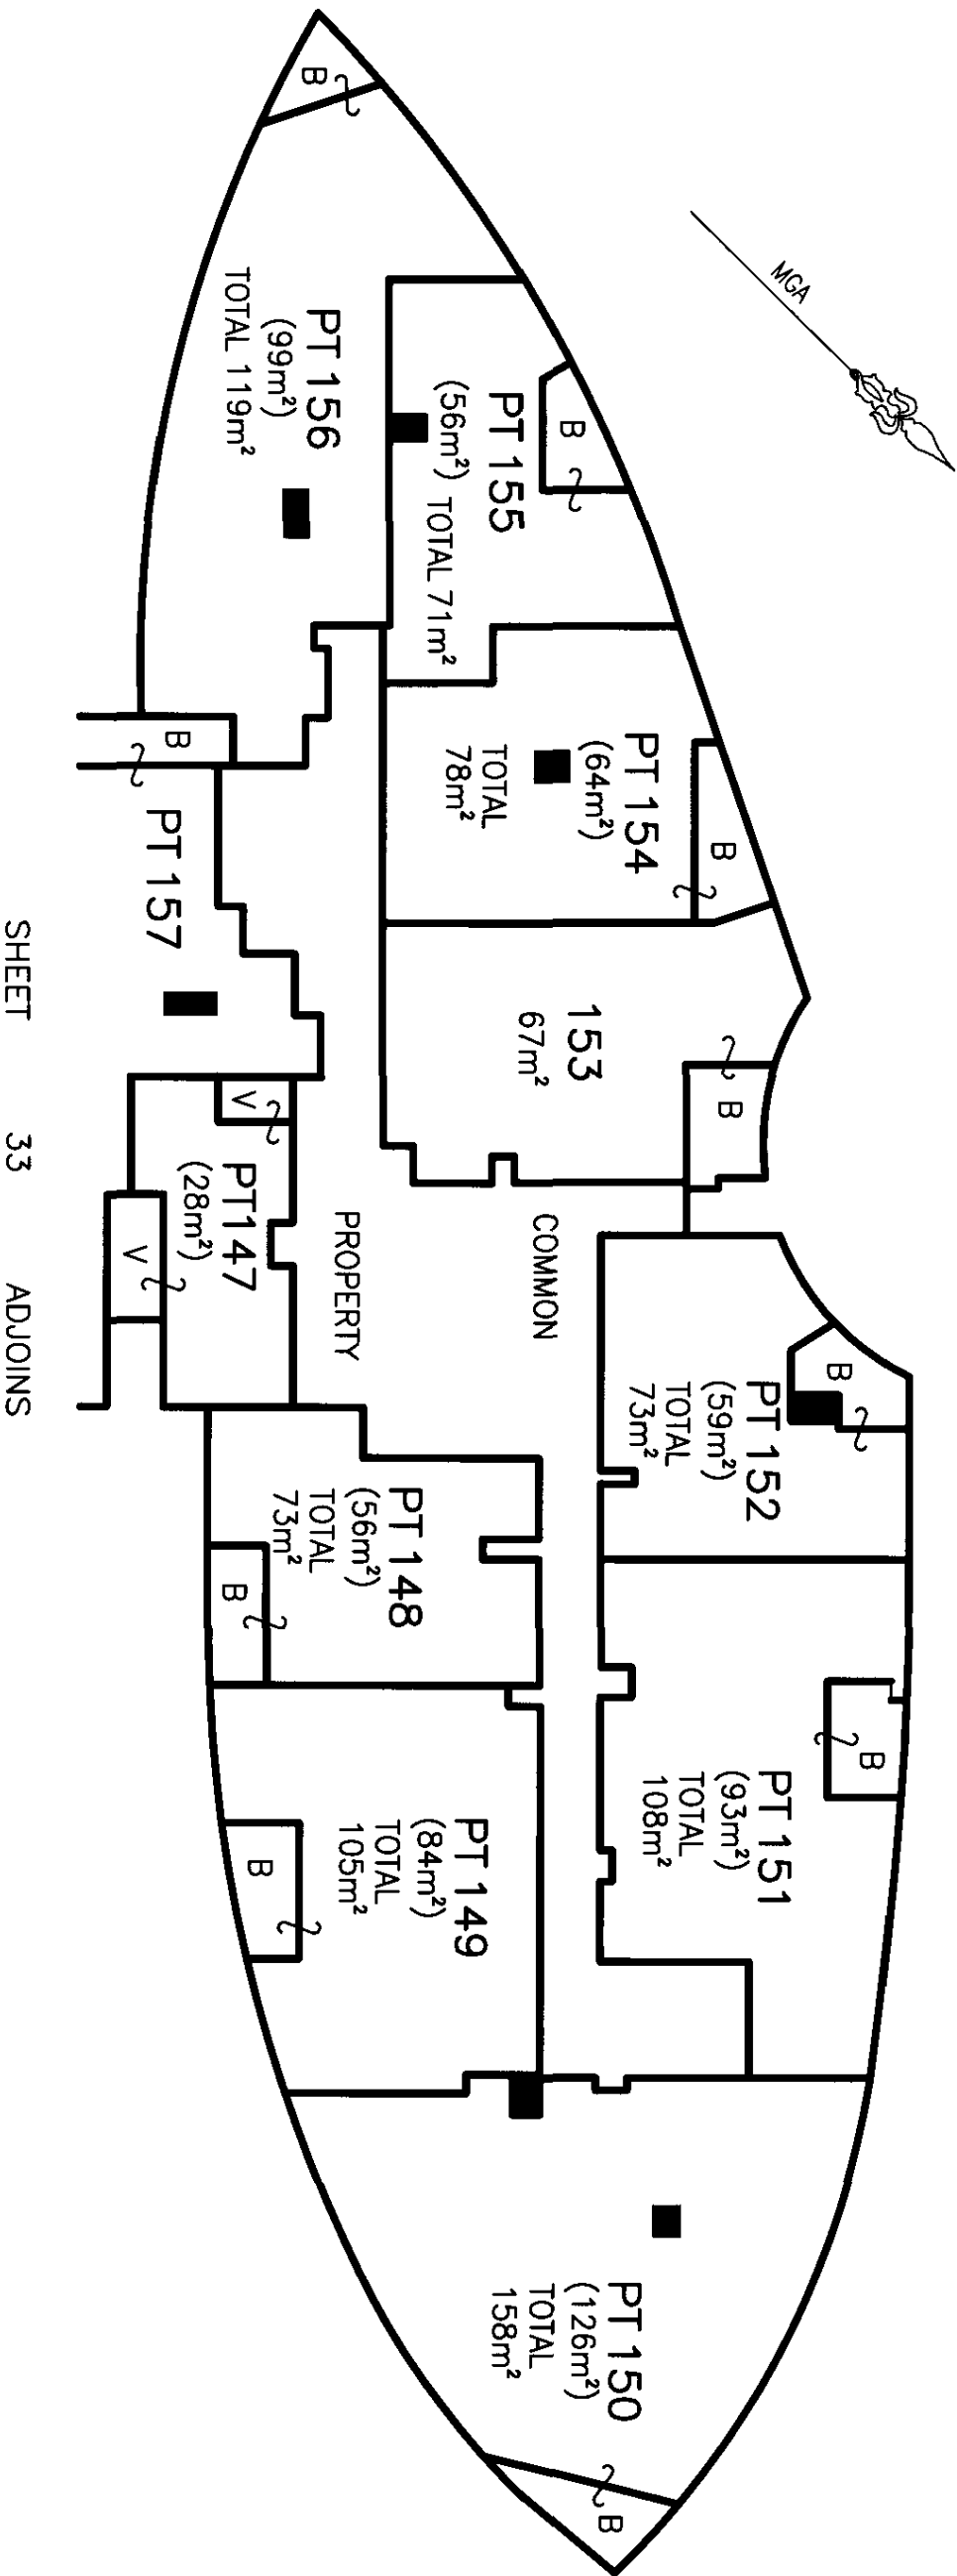 MGA
B
PT 156
(99m²)
TOTAL 119m²
B
PT 155
(56m²)
TOTAL 71m²
B
PT 154
(64m²)
TOTAL
78m²
B
153
67m²
B
PT 157
V
PT147
(28m²)
V
COMMON
PROPERTY
B
PT 152
(59m²)
TOTAL
73m²
PT 148
(56m²)
TOTAL
73m²
B
B
PT 151
(93m²)
TOTAL
108m²
PT 149
(84m²)
TOTAL
105m²
B
PT 150
(126m²)
TOTAL
158m²
B
SHEET 33 ADJOINS